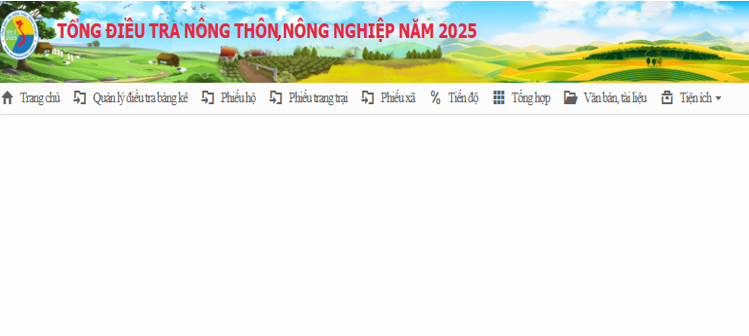 TỔNG ĐIỀU TRA NÔNG THÔN,NÔNG NGHIỆP NĂM 2025
Trang chủ Quản lý điều tra bảng kê Phiếu hộ Phiếu trang trại Phiếu xã Tiến độ Tổng hợp Văn bản, tài liệu Tiện ích